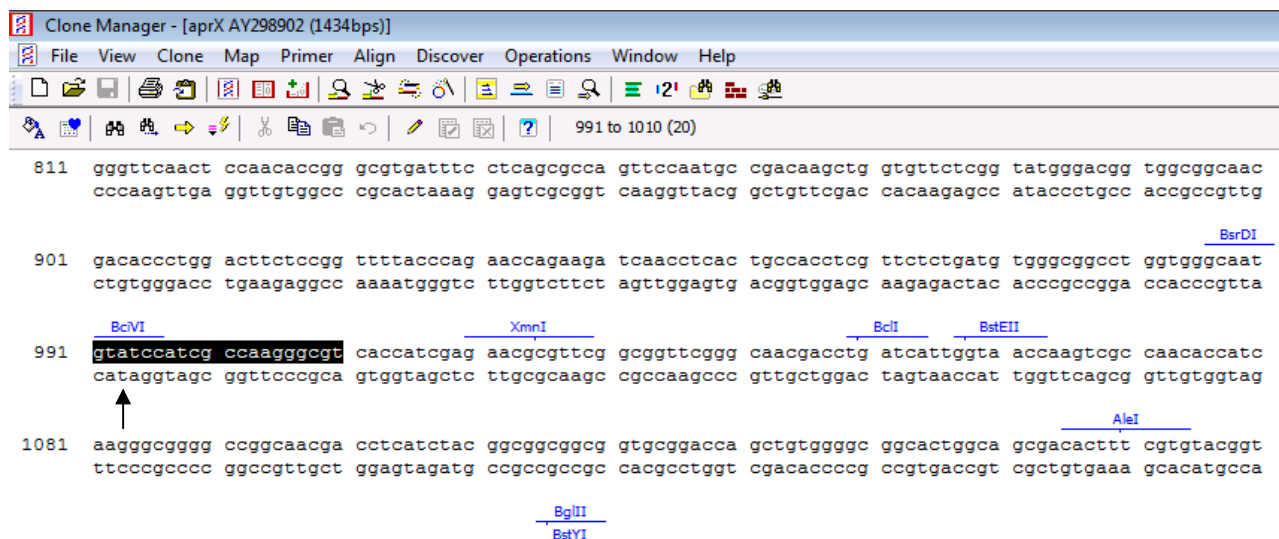 Clone Manager - [aprX AY298902 (1434bps)]
File View Clone Map Primer Align Discover Operations Window Help
991 to 1010 (20)
811 gggttcaact ccaacaccgg gcgtgatttc ctcagcgcca gttccaatgc cgacaagctg gtgttctcgg tatgggacgg tggcggcaac
cccaagttga ggttgtggcc cgcactaaag gagtcgcggt caaggttacg gctgttcgac cacaagagcc ataccctgcc accgccgttg
BsrDI
901 gacaccctgg acttctccgg ttttacccag aaccagaaga tcaacctcac tgccacctcg ttctctgatg tgggcggcct ggtgggcaat
ctgtgggacc tgaagaggcc aaaatgggtc ttggtcttct agttggagtg acggtggagc aagagactac acccgccgga ccacccgtta
BciVI XmnI BclI BstEII
991 gtatccatcg ccaagggcgt caccatcgag aacgcgttcg gcggttcggg caacgacctg atcattggta accaagtcgc caacaccatc
cataggtagc ggttcccgca gtggtagctc ttgcgcaagc cgccaagccc gttgctggac tagtaaccat tggttcagcg gttgtggtag
AleI
1081 aagggcgggg ccggcaacga cctcatctac ggcggcggcg gtgcggacca gctgtggggc ggcactggca gcgacacttt cgtgtacggt
ttcccgcccc ggccgttgct ggagtagatg ccgccgccgc cacgcctggt cgacaccccg ccgtgaccgt cgctgtgaaa gcacatgcca
BglII
BstYI